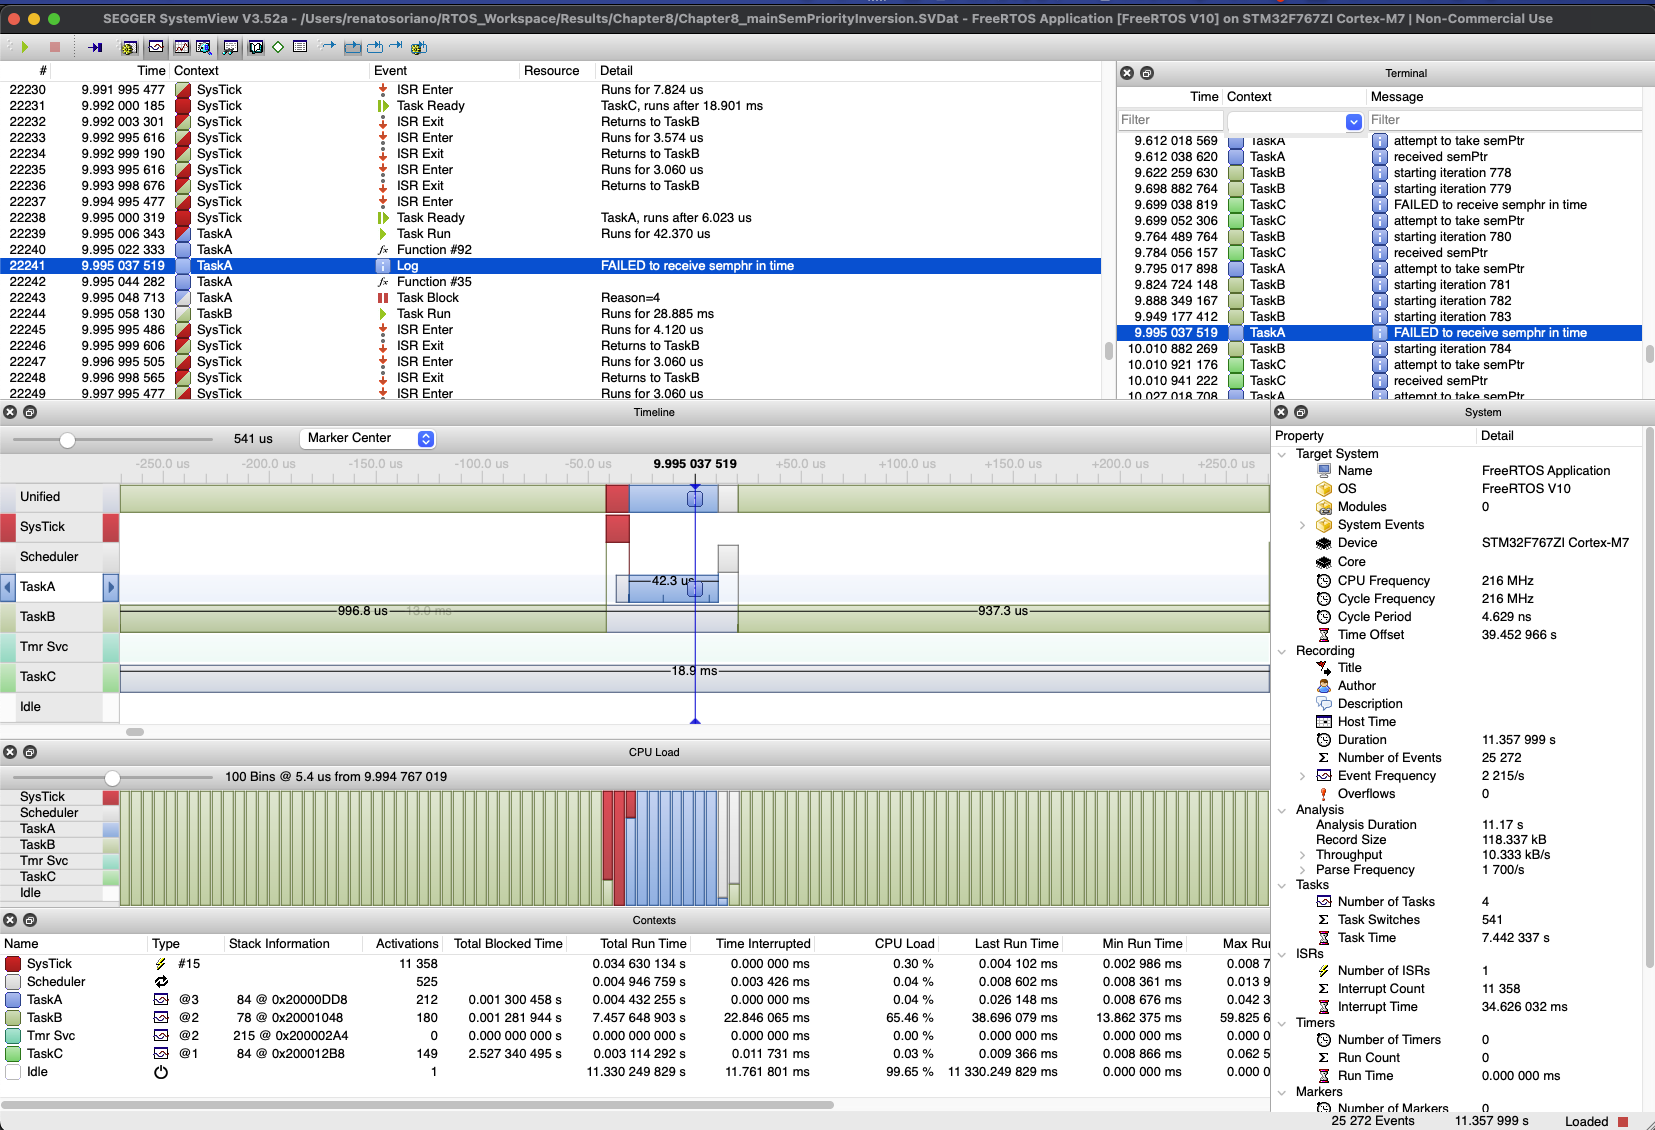 SEGGER SystemView V3.52a - /Users/renatosoriano/RTOS_Workspace/Results/Chapter8/Chapter8_mainSemPriorityInversion.SVDat - FreeRTOS Application [FreeRTOS V10] on STM32F767ZI Cortex-M7 | Non-Commercial Use
# Time Context Event Resource Detail
22230 9.991 995 477 SysTick ISR Enter Runs for 7.824 us
22231 9.992 000 185 SysTick Task Ready TaskC, runs after 18.901 ms
22232 9.992 003 301 SysTick ISR Exit Returns to TaskB
22233 9.992 995 616 SysTick ISR Enter Runs for 3.574 us
22234 9.992 999 190 SysTick ISR Exit Returns to TaskB
22235 9.993 995 616 SysTick ISR Enter Runs for 3.060 us
22236 9.993 998 676 SysTick ISR Exit Returns to TaskB
22237 9.994 995 477 SysTick ISR Enter
22238 9.995 000 319 SysTick Task Ready TaskA, runs after 6.023 us
22239 9.995 006 343 TaskA Task Run Runs for 42.370 us
22240 9.995 022 333 TaskA fx Function #92
22241 9.995 037 519 TaskA Log FAILED to receive semphr in time
22242 9.995 044 282 TaskA fx Function #35
22243 9.995 048 713 TaskA Task Block Reason=4
22244 9.995 058 130 TaskB Task Run Runs for 28.885 ms
22245 9.995 995 486 SysTick ISR Enter Runs for 4.120 us
22246 9.995 999 606 SysTick ISR Exit Returns to TaskB
22247 9.996 995 505 SysTick ISR Enter Runs for 3.060 us
22248 9.996 998 565 SysTick ISR Exit Returns to TaskB
22249 9.997 995 477 SysTick ISR Enter Runs for 3.060 us
Terminal
Time Context Message
Filter Filter
9.612 018 569 TaskA attempt to take semPtr
9.612 038 620 TaskA received semPtr
9.622 259 630 TaskB starting iteration 778
9.698 882 764 TaskB starting iteration 779
9.699 038 819 TaskC FAILED to receive semphr in time
9.699 052 306 TaskC attempt to take semPtr
9.764 489 764 TaskB starting iteration 780
9.784 056 157 TaskC received semPtr
9.795 017 898 TaskA attempt to take semPtr
9.824 724 148 TaskB starting iteration 781
9.888 349 167 TaskB starting iteration 782
9.949 177 412 TaskB starting iteration 783
9.995 037 519 TaskA FAILED to receive semphr in time
10.010 882 269 TaskB starting iteration 784
10.010 921 176 TaskC attempt to take semPtr
10.010 941 222 TaskC received semPtr
10.027 018 708 TaskA attempt to take semPtr
Timeline
541 us Marker Center
-250.0 us -200.0 us -150.0 us -100.0 us -50.0 us 9.995 037 519 +50.0 us +100.0 us +150.0 us +200.0 us +250.0 us
Unified
SysTick
Scheduler
TaskA 42.3 us
TaskB 996.8 us 13.0 ms 937.3 us
Tmr Svc
TaskC 18.9 ms
Idle
CPU Load
100 Bins @ 5.4 us from 9.994 767 019
SysTick
Scheduler
TaskA
TaskB
Tmr Svc
TaskC
Idle
Contexts
Name Type Stack Information Activations Total Blocked Time Total Run Time Time Interrupted CPU Load Last Run Time Min Run Time Max Ru
SysTick #15 11 358 0.034 630 134 s 0.000 000 ms 0.30 % 0.004 102 ms 0.002 986 ms 0.008 7
Scheduler 525 0.004 946 759 s 0.003 426 ms 0.04 % 0.008 602 ms 0.008 361 ms 0.013 9
TaskA @3 84 @ 0x20000DD8 212 0.001 300 458 s 0.004 432 255 s 0.000 000 ms 0.04 % 0.026 148 ms 0.008 676 ms 0.042 3
TaskB @2 78 @ 0x20001048 180 0.001 281 944 s 7.457 648 903 s 22.846 065 ms 65.46 % 38.696 079 ms 13.862 375 ms 59.825 6
Tmr Svc @2 215 @ 0x200002A4 0 0.000 000 000 s 0.000 000 000 s 0.000 000 ms 0.00 % 0.000 000 ms 0.000 000 ms 0.000 0
TaskC @1 84 @ 0x200012B8 149 2.527 340 495 s 0.003 114 292 s 0.011 731 ms 0.03 % 0.009 366 ms 0.008 866 ms 0.062 5
Idle 1 11.330 249 829 s 11.761 801 ms 99.65 % 11 330.249 829 ms 0.000 000 ms 0.000 0
System
Property Detail
Target System
Name FreeRTOS Application
OS FreeRTOS V10
Modules 0
System Events
Device STM32F767ZI Cortex-M7
Core
CPU Frequency 216 MHz
Cycle Frequency 216 MHz
Cycle Period 4.629 ns
Time Offset 39.452 966 s
Recording
Title
Author
Description
Host Time
Duration 11.357 999 s
Number of Events 25 272
Event Frequency 2 215/s
Overflows 0
Analysis
Analysis Duration 11.17 s
Record Size 118.337 kB
Throughput 10.333 kB/s
Parse Frequency 1 700/s
Tasks
Number of Tasks 4
Task Switches 541
Task Time 7.442 337 s
ISRs
Number of ISRs 1
Interrupt Count 11 358
Interrupt Time 34.626 032 ms
Timers
Number of Timers 0
Run Count 0
Run Time 0.000 000 ms
Markers
Number of Markers 0
25 272 Events 11.357 999 s Loaded